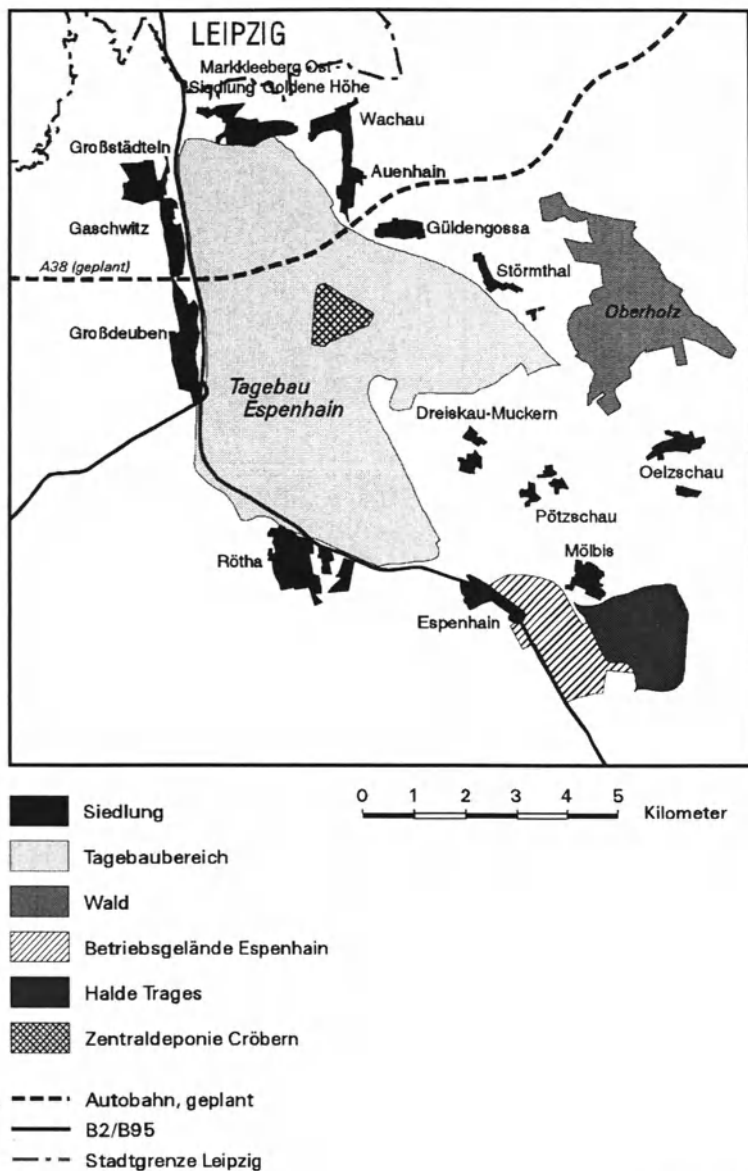 LEIPZIG
Markkleeberg Ost
Siedlung Goldene Höhe
Wachau
Großstädteln
Auenhain
Gaschwitz
Güldengossa
A38 (geplant)
Störmthal
Oberholz
Großdeuben
Tagebau
Espenhain
Dreiskau-Muckern
Oelzschau
Pötzschau
Mölbis
Rötha
Espenhain
0 1 2 3 4 5 Kilometer
Siedlung
Tagebaubereich
Wald
Betriebsgelände Espenhain
Halde Trages
Zentraldeponie Cröbern
Autobahn, geplant
B2/B95
Stadtgrenze Leipzig